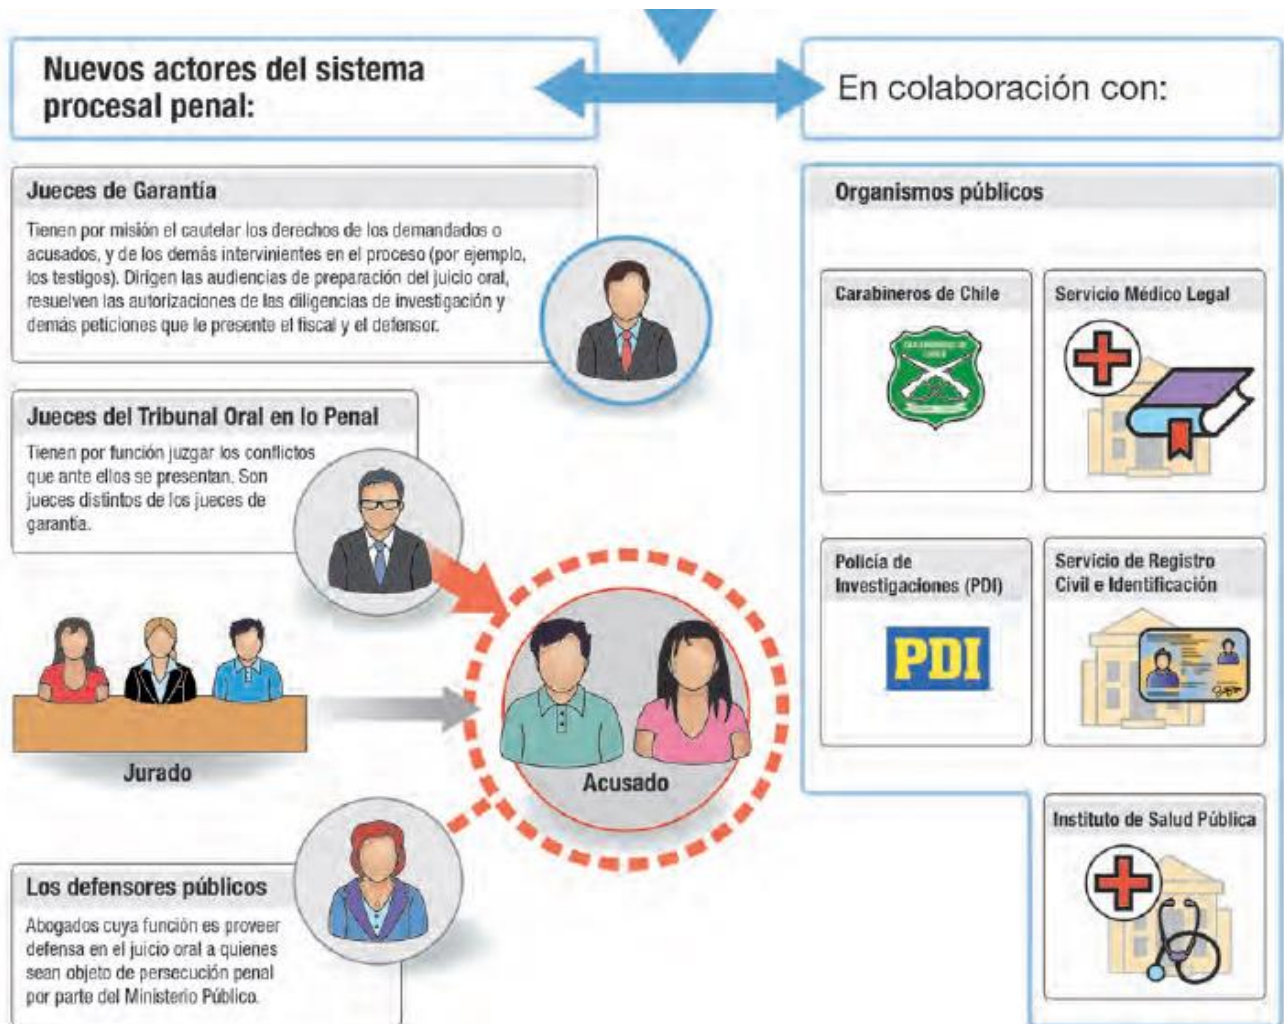 Nuevos actores del sistema
procesal penal:
En colaboración con:
Jueces de Garantía
Tienen por misión el cautelar los derechos de los demandados o
acusados, y de los demás intervinientes en el proceso (por ejemplo,
los testigos). Dirigen las audiencias de preparación del juicio oral,
resuelven las autorizaciones de las diligencias de investigación y
demás peticiones que le presente el fiscal y el defensor.
Jueces del Tribunal Oral en lo Penal
Tienen por función juzgar los conflictos
que ante ellos se presentan. Son
jueces distintos de los jueces de
garantía.
Jurado
Acusado
Los defensores públicos
Abogados cuya función es proveer
defensa en el juicio oral a quienes
sean objeto de persecución penal
por parte del Ministerio Público.
Organismos públicos
Carabineros de Chile
CARABINEROS DE
CHILE
Servicio Médico Legal
Policía de
Investigaciones (PDI)
PDI
Servicio de Registro
Civil e Identificación
Instituto de Salud Pública